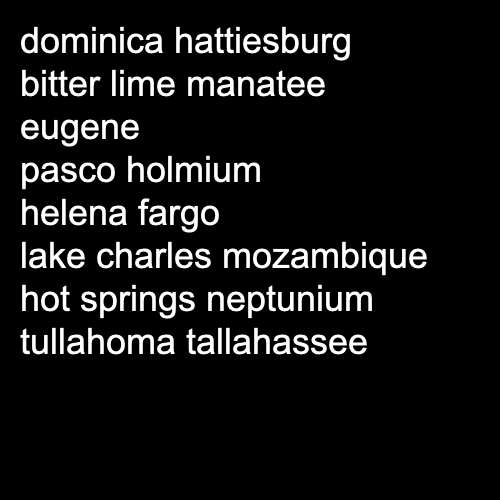 dominica hattiesburg
bitter lime manatee
eugene
pasco holmium
helena fargo
lake charles mozambique
hot springs neptunium
tullahoma tallahassee